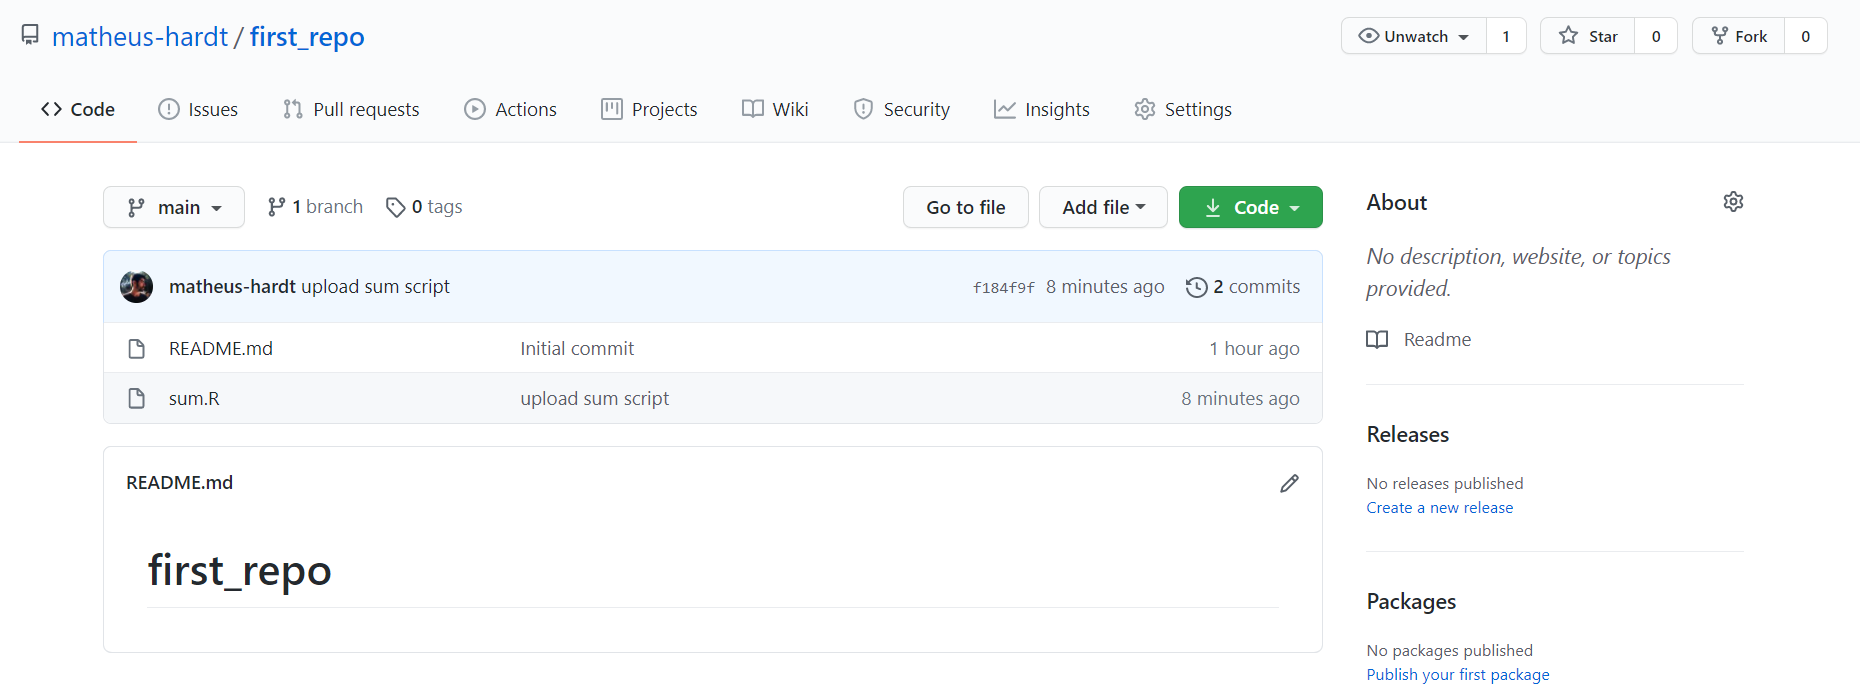 matheus-hardt / first_repo
Unwatch 1 Star 0 Fork 0
Code Issues Pull requests Actions Projects Wiki Security Insights Settings
main 1 branch 0 tags Go to file Add file Code
matheus-hardt upload sum script f184f9f 8 minutes ago 2 commits
README.md Initial commit 1 hour ago
sum.R upload sum script 8 minutes ago
README.md
first_repo
About
No description, website, or topics
provided.
Readme
Releases
No releases published
Create a new release
Packages
No packages published
Publish your first package